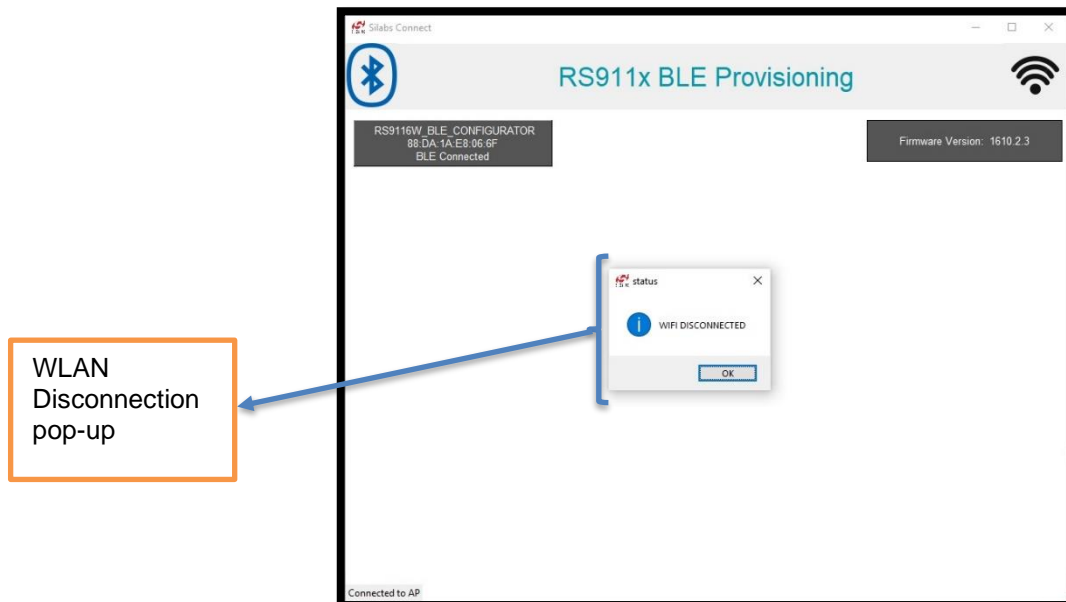 Silabs Connect
RS911x BLE Provisioning
RS9116W_BLE_CONFIGURATOR
88:DA:1A:E8:06:6F
BLE Connected
Firmware Version: 1610.2.3
status
WIFI DISCONNECTED
OK
WLAN
Disconnection
pop-up
Connected to AP